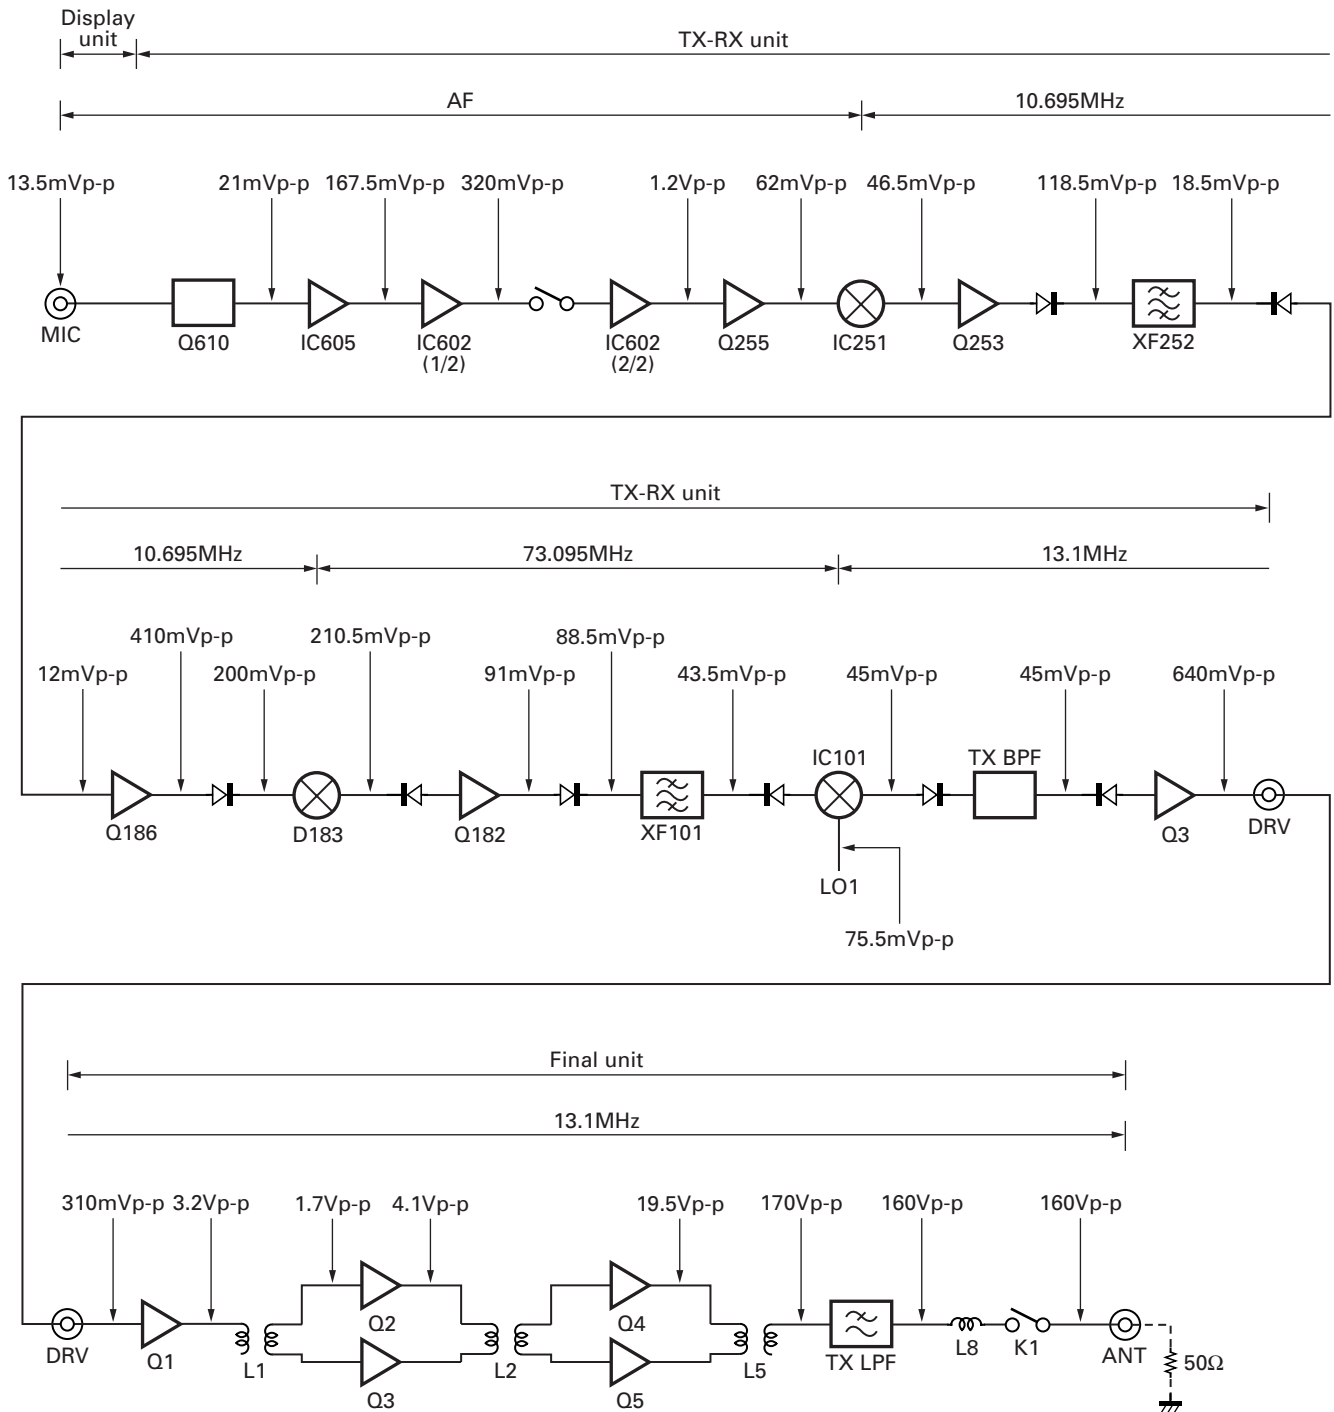 Display
unit
TX-RX unit
AF
10.695MHz
13.5mVp-p
21mVp-p
167.5mVp-p
320mVp-p
1.2Vp-p
62mVp-p
46.5mVp-p
118.5mVp-p
18.5mVp-p
MIC
Q610
IC605
IC602
(1/2)
IC602
(2/2)
Q255
IC251
Q253
XF252
TX-RX unit
10.695MHz
73.095MHz
13.1MHz
410mVp-p
210.5mVp-p
88.5mVp-p
12mVp-p
200mVp-p
91mVp-p
43.5mVp-p
45mVp-p
45mVp-p
640mVp-p
IC101
TX BPF
Q186
D183
Q182
XF101
Q3
DRV
LO1
75.5mVp-p
Final unit
13.1MHz
310mVp-p
3.2Vp-p
1.7Vp-p
4.1Vp-p
19.5Vp-p
170Vp-p
160Vp-p
160Vp-p
DRV
Q1
L1
Q2
Q3
L2
Q4
Q5
L5
TX LPF
L8
K1
ANT
50Ω